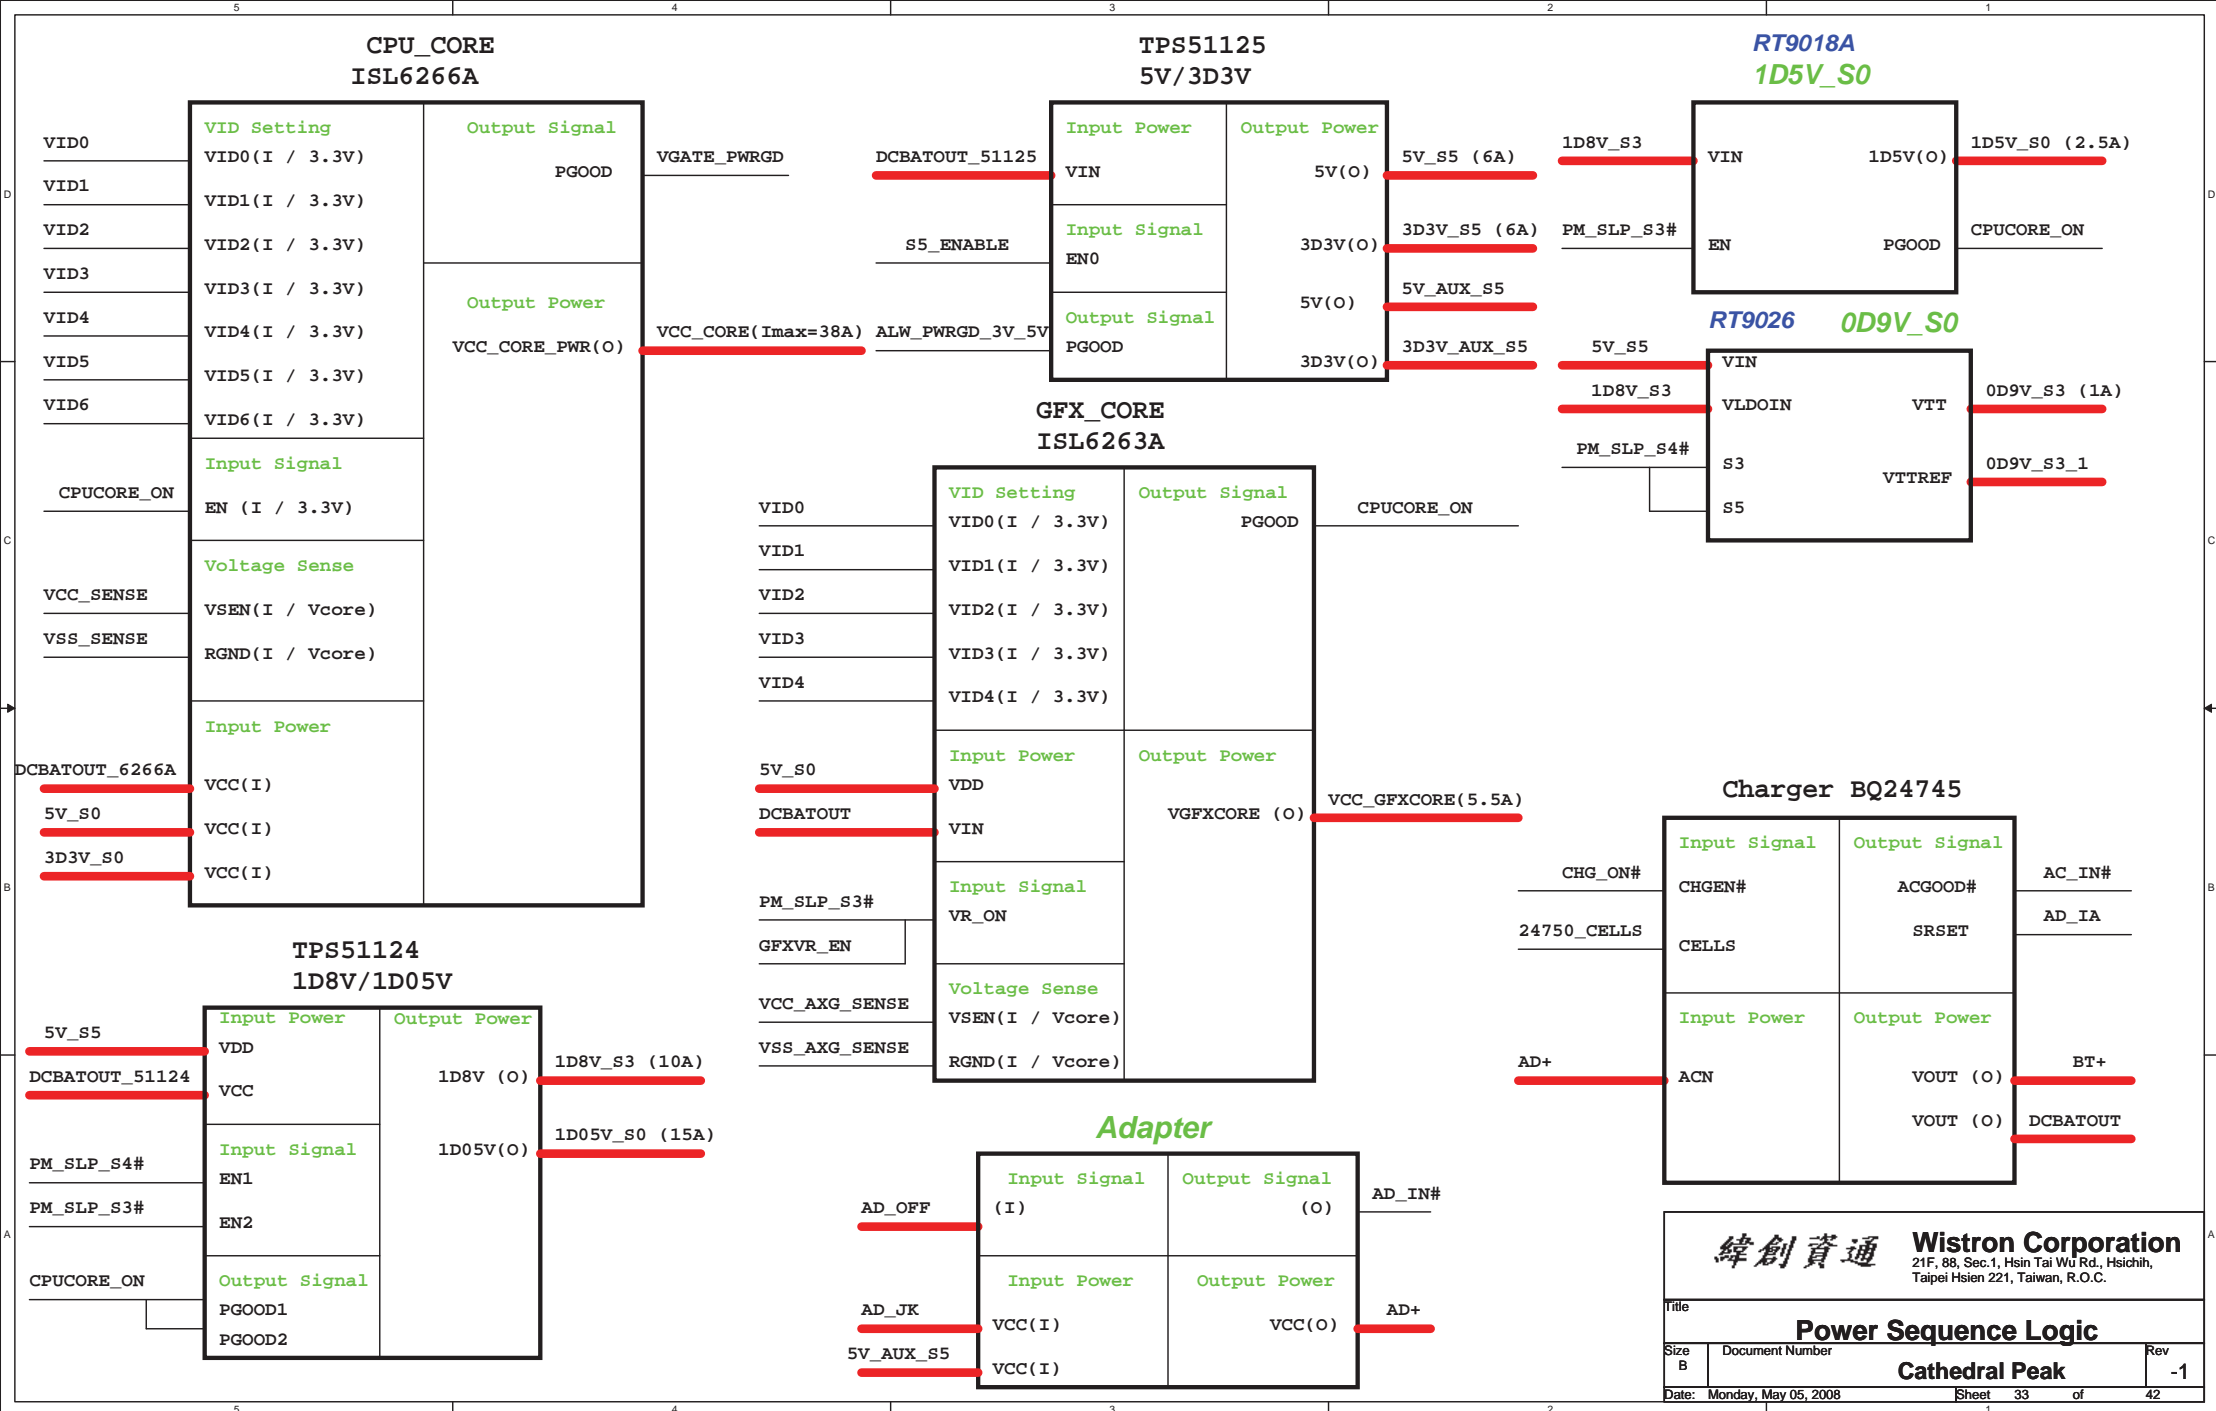 5 4 3 2 1
CPU_CORE
ISL6266A
VID0
VID1
VID2
VID3
VID4
VID5
VID6
CPUCORE_ON
VCC_SENSE
VSS_SENSE
DCBATOUT_6266A
5V_S0
3D3V_S0
VID Setting
VID0(I / 3.3V)
VID1(I / 3.3V)
VID2(I / 3.3V)
VID3(I / 3.3V)
VID4(I / 3.3V)
VID5(I / 3.3V)
VID6(I / 3.3V)
Input Signal
EN (I / 3.3V)
Voltage Sense
VSEN(I / Vcore)
RGND(I / Vcore)
Input Power
VCC(I)
VCC(I)
VCC(I)
Output Signal
PGOOD
Output Power
VCC_CORE_PWR(O)
VGATE_PWRGD
VCC_CORE(Imax=38A)
TPS51125
5V/3D3V
DCBATOUT_51125
S5_ENABLE
ALW_PWRGD_3V_5V
Input Power
VIN
Input Signal
EN0
Output Signal
PGOOD
Output Power
5V(O)
3D3V(O)
5V(O)
3D3V(O)
5V_S5 (6A)
3D3V_S5 (6A)
5V_AUX_S5
3D3V_AUX_S5
RT9018A
1D5V_S0
1D8V_S3
PM_SLP_S3#
VIN
EN
1D5V(O)
PGOOD
1D5V_S0 (2.5A)
CPUCORE_ON
RT9026 0D9V_S0
5V_S5
1D8V_S3
PM_SLP_S4#
VIN
VLDOIN
S3
S5
VTT
VTTREF
0D9V_S3 (1A)
0D9V_S3_1
GFX_CORE
ISL6263A
VID0
VID1
VID2
VID3
VID4
5V_S0
DCBATOUT
PM_SLP_S3#
GFXVR_EN
VCC_AXG_SENSE
VSS_AXG_SENSE
VID Setting
VID0(I / 3.3V)
VID1(I / 3.3V)
VID2(I / 3.3V)
VID3(I / 3.3V)
VID4(I / 3.3V)
Input Power
VDD
VIN
Input Signal
VR_ON
Voltage Sense
VSEN(I / Vcore)
RGND(I / Vcore)
Output Signal
PGOOD
Output Power
VGFXCORE (O)
CPUCORE_ON
VCC_GFXCORE(5.5A)
Charger BQ24745
CHG_ON#
24750_CELLS
AD+
Input Signal
CHGEN#
CELLS
Input Power
ACN
Output Signal
ACGOOD#
SRSET
Output Power
VOUT (O)
VOUT (O)
AC_IN#
AD_IA
BT+
DCBATOUT
TPS51124
1D8V/1D05V
5V_S5
DCBATOUT_51124
PM_SLP_S4#
PM_SLP_S3#
CPUCORE_ON
Input Power
VDD
VCC
Input Signal
EN1
EN2
Output Signal
PGOOD1
PGOOD2
Output Power
1D8V (O)
1D05V(O)
1D8V_S3 (10A)
1D05V_S0 (15A)
Adapter
AD_OFF
AD_JK
5V_AUX_S5
Input Signal
(I)
Input Power
VCC(I)
VCC(I)
Output Signal
(O)
Output Power
VCC(O)
AD_IN#
AD+
D D
C C
B B
A A
緯創資通 Wistron Corporation
21F, 88, Sec.1, Hsin Tai Wu Rd., Hsichih,
Taipei Hsien 221, Taiwan, R.O.C.
Title
Power Sequence Logic
Size Document Number Rev
B Cathedral Peak -1
Date: Monday, May 05, 2008 Sheet 33 of 42
5 4 3 2 1